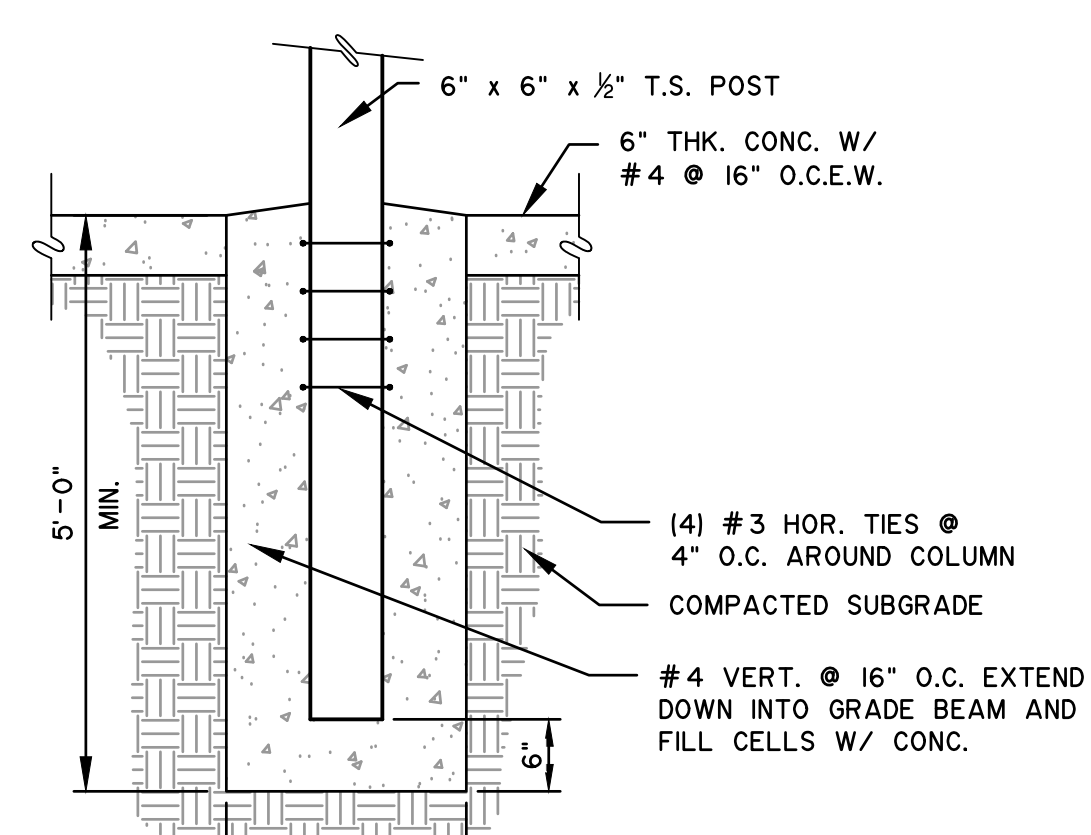 6" x 6" x ½" T.S. POST
6" THK. CONC. W/
#4 @ 16" O.C.E.W.
5'-0"
MIN.
(4) #3 HOR. TIES @
4" O.C. AROUND COLUMN
COMPACTED SUBGRADE
#4 VERT. @ 16" O.C. EXTEND
DOWN INTO GRADE BEAM AND
FILL CELLS W/ CONC.
6"